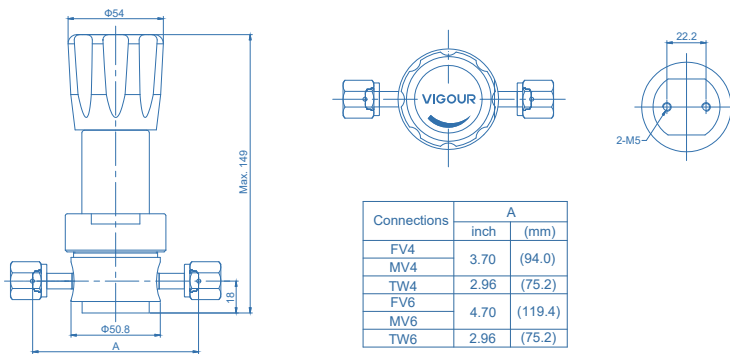 Φ54
Max. 149
18
Φ50.8
A
VIGOUR
22.2
2-M5
Connections A
inch (mm)
FV4 3.70 (94.0)
MV4
TW4 2.96 (75.2)
FV6 4.70 (119.4)
MV6
TW6 2.96 (75.2)